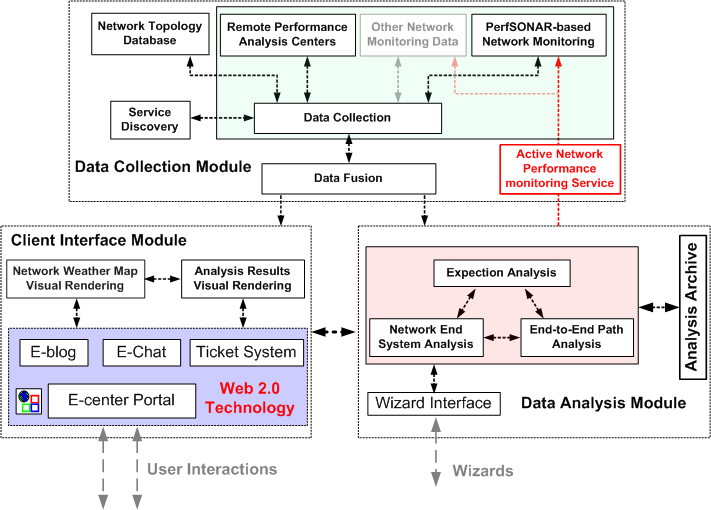 Network Topology
Database
Remote Performance
Analysis Centers
Other Network
Monitoring Data
PerfSONAR-based
Network Monitoring
Service
Discovery
Data Collection
Data Collection Module
Data Fusion
Active Network
Performance
monitoring Service
Client Interface Module
Network Weather Map
Visual Rendering
Analysis Results
Visual Rendering
E-blog
E-Chat
Ticket System
E-center Portal
Web 2.0
Technology
User Interactions
Expection Analysis
Network End
System Analysis
End-to-End Path
Analysis
Analysis Archive
Wizard Interface
Data Analysis Module
Wizards